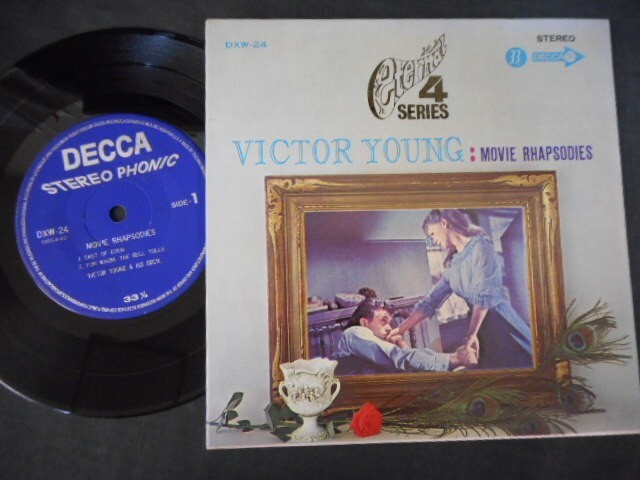 DECCA
STEREO PHONIC
DXW-24
SIDE-1
MOVIE RHAPSODIES
1. EAST OF EDEN
2. FOR WHOM THE BELL TOLLS
VICTOR YOUNG & HIS ORCH.
33⅓
DXW-24
STEREO
DECCA
Eternal
4
SERIES
VICTOR YOUNG : MOVIE RHAPSODIES